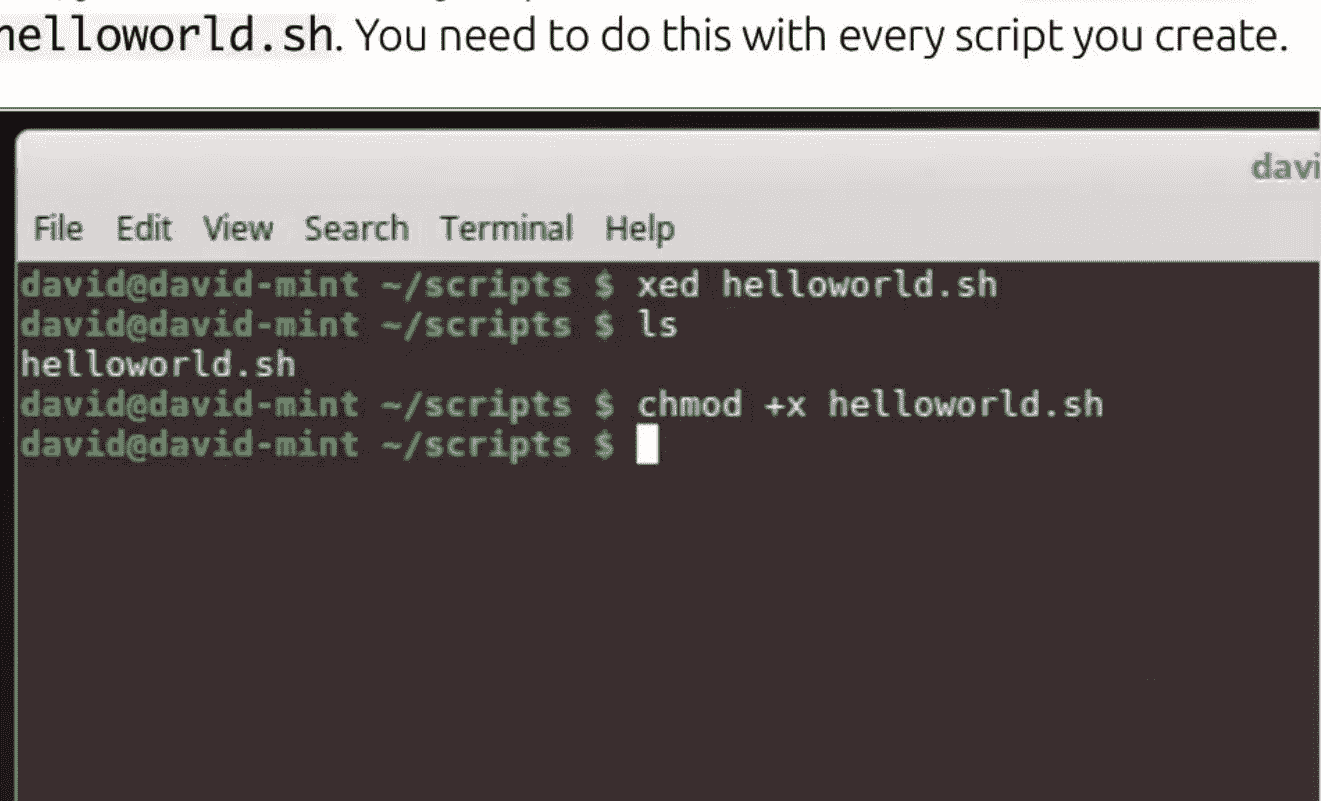 helloworld.sh. You need to do this with every script you create.
davi
File Edit View Search Terminal Help
david@david-mint ~/scripts $ xed helloworld.sh
david@david-mint ~/scripts $ ls
helloworld.sh
david@david-mint ~/scripts $ chmod +x helloworld.sh
david@david-mint ~/scripts $